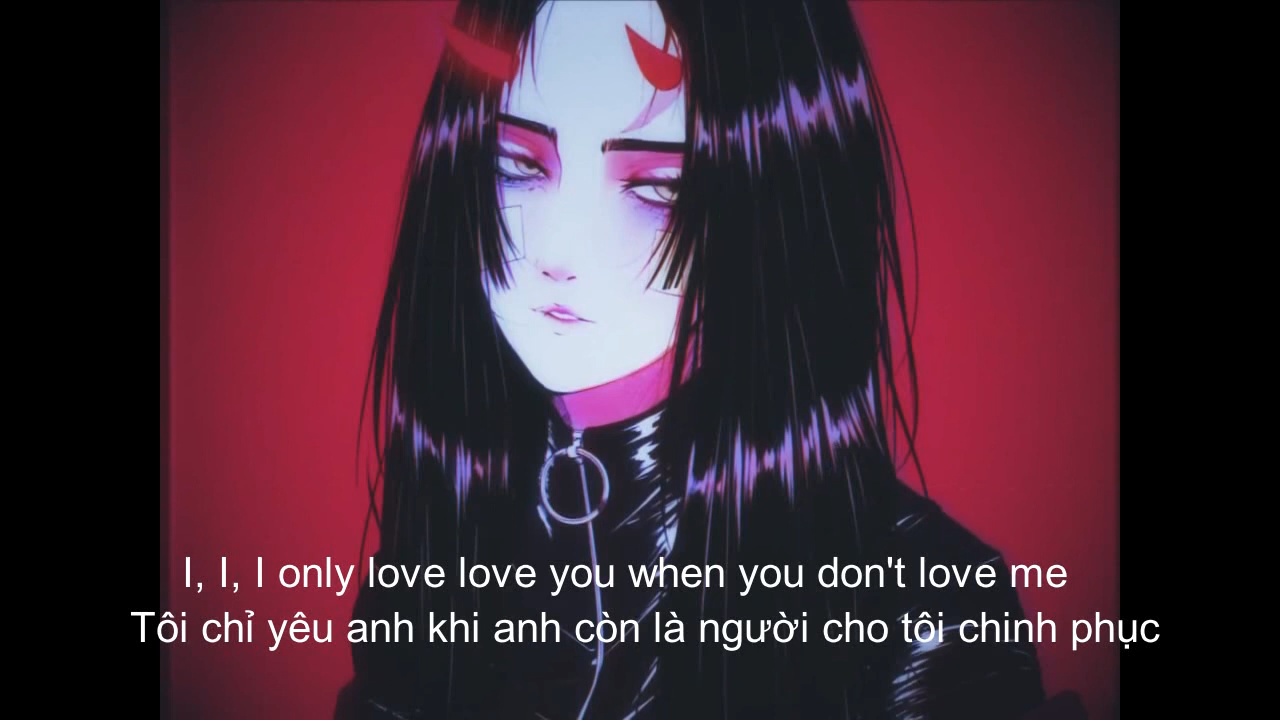 I, I, I only love love you when you don't love me
Tôi chỉ yêu anh khi anh còn là người cho tôi chinh phục